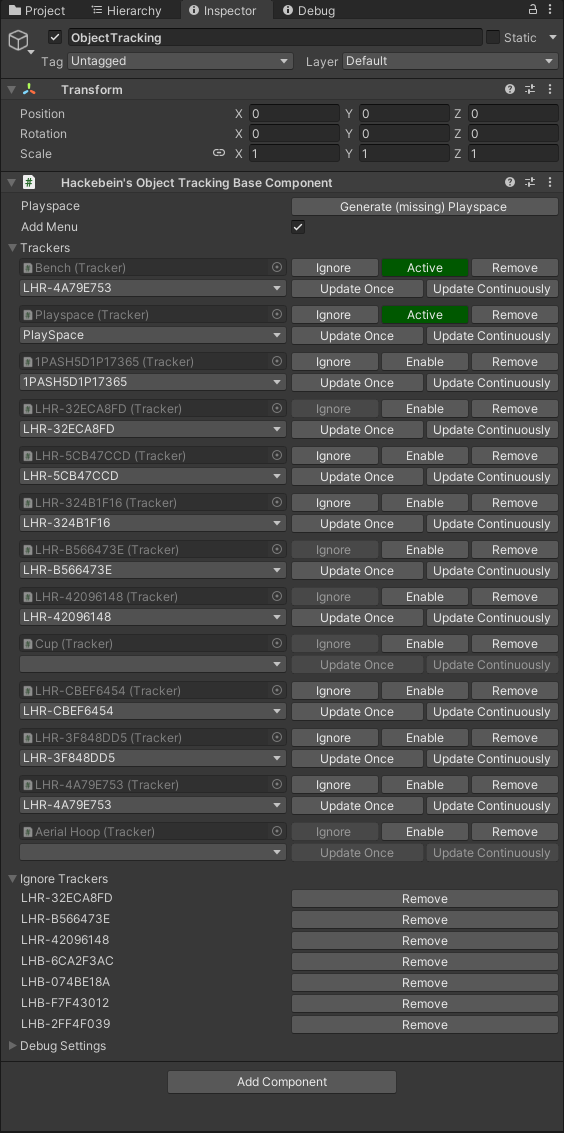 Project Hierarchy Inspector Debug
ObjectTracking Static
Tag Untagged Layer Default
Transform
Position X 0 Y 0 Z 0
Rotation X 0 Y 0 Z 0
Scale X 1 Y 1 Z 1
# Hackebein's Object Tracking Base Component
Playspace Generate (missing) Playspace
Add Menu
Trackers
Bench (Tracker) Ignore Active Remove
LHR-4A79E753 Update Once Update Continuously
Playspace (Tracker) Ignore Active Remove
PlaySpace Update Once Update Continuously
1PASH5D1P17365 (Tracker) Ignore Enable Remove
1PASH5D1P17365 Update Once Update Continuously
LHR-32ECA8FD (Tracker) Ignore Enable Remove
LHR-32ECA8FD Update Once Update Continuously
LHR-5CB47CCD (Tracker) Ignore Enable Remove
LHR-5CB47CCD Update Once Update Continuously
LHR-324B1F16 (Tracker) Ignore Enable Remove
LHR-324B1F16 Update Once Update Continuously
LHR-B566473E (Tracker) Ignore Enable Remove
LHR-B566473E Update Once Update Continuously
LHR-42096148 (Tracker) Ignore Enable Remove
LHR-42096148 Update Once Update Continuously
Cup (Tracker) Ignore Enable Remove
Update Once Update Continuously
LHR-CBEF6454 (Tracker) Ignore Enable Remove
LHR-CBEF6454 Update Once Update Continuously
LHR-3F848DD5 (Tracker) Ignore Enable Remove
LHR-3F848DD5 Update Once Update Continuously
LHR-4A79E753 (Tracker) Ignore Enable Remove
LHR-4A79E753 Update Once Update Continuously
Aerial Hoop (Tracker) Ignore Enable Remove
Update Once Update Continuously
Ignore Trackers
LHR-32ECA8FD Remove
LHR-B566473E Remove
LHR-42096148 Remove
LHB-6CA2F3AC Remove
LHB-074BE18A Remove
LHB-F7F43012 Remove
LHB-2FF4F039 Remove
Debug Settings
Add Component